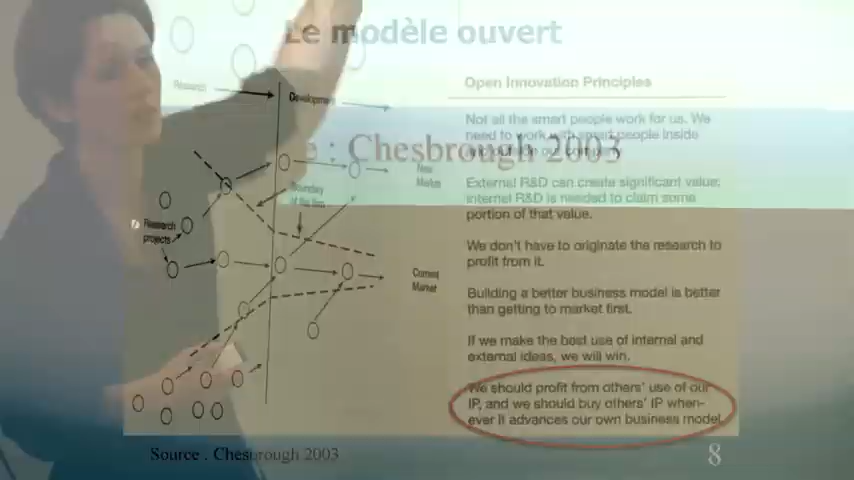 Le modèle ouvert
Research
Development
Open Innovation Principles
Not all the smart people work for us. We
need to work with smart people inside
: Chesbrough 2003
New
Market
External R&D can create significant value;
internal R&D is needed to claim some
portion of that value.
Boundary
of the firm
Research
projects
We don't have to originate the research to
profit from it.
Current
Market
Building a better business model is better
than getting to market first.
If we make the best use of internal and
external ideas, we will win.
We should profit from others' use of our
IP, and we should buy others' IP when-
ever it advances our own business model
Source : Chesbrough 2003
8